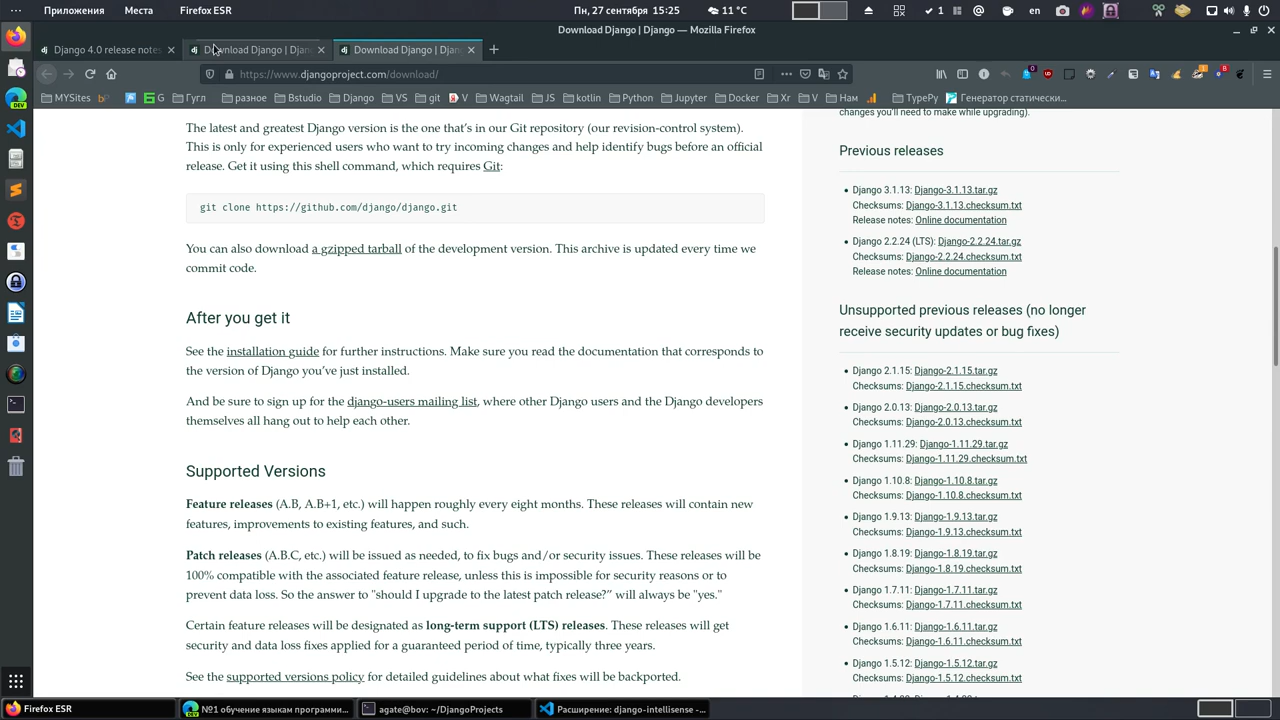 Приложения Места Firefox ESR Пн, 27 сентября 15:25 11 °C 1 en
Download Django | Django — Mozilla Firefox
Django 4.0 release notes Download Django | Djan Download Django | Djan
https://www.djangoproject.com/download/
MYSites Гугл разное Bstudio Django VS git V Wagtail JS kotlin Python Jupyter Docker Xr V Нам TypeРу Генератор статически...
The latest and greatest Django version is the one that's in our Git repository (our revision-control system).
This is only for experienced users who want to try incoming changes and help identify bugs before an official
release. Get it using this shell command, which requires Git:
git clone https://github.com/django/django.git
You can also download a gzipped tarball of the development version. This archive is updated every time we
commit code.
After you get it
See the installation guide for further instructions. Make sure you read the documentation that corresponds to
the version of Django you've just installed.
And be sure to sign up for the django-users mailing list, where other Django users and the Django developers
themselves all hang out to help each other.
Supported Versions
Feature releases (A.B, A.B+1, etc.) will happen roughly every eight months. These releases will contain new
features, improvements to existing features, and such.
Patch releases (A.B.C, etc.) will be issued as needed, to fix bugs and/or security issues. These releases will be
100% compatible with the associated feature release, unless this is impossible for security reasons or to
prevent data loss. So the answer to "should I upgrade to the latest patch release?” will always be "yes."
Certain feature releases will be designated as long-term support (LTS) releases. These releases will get
security and data loss fixes applied for a guaranteed period of time, typically three years.
See the supported versions policy for detailed guidelines about what fixes will be backported.
changes you'll need to make while upgrading).
Previous releases
Django 3.1.13: Django-3.1.13.tar.gz
Checksums: Django-3.1.13.checksum.txt
Release notes: Online documentation
Django 2.2.24 (LTS): Django-2.2.24.tar.gz
Checksums: Django-2.2.24.checksum.txt
Release notes: Online documentation
Unsupported previous releases (no longer
receive security updates or bug fixes)
Django 2.1.15: Django-2.1.15.tar.gz
Checksums: Django-2.1.15.checksum.txt
Django 2.0.13: Django-2.0.13.tar.gz
Checksums: Django-2.0.13.checksum.txt
Django 1.11.29: Django-1.11.29.tar.gz
Checksums: Django-1.11.29.checksum.txt
Django 1.10.8: Django-1.10.8.tar.gz
Checksums: Django-1.10.8.checksum.txt
Django 1.9.13: Django-1.9.13.tar.gz
Checksums: Django-1.9.13.checksum.txt
Django 1.8.19: Django-1.8.19.tar.gz
Checksums: Django-1.8.19.checksum.txt
Django 1.7.11: Django-1.7.11.tar.gz
Checksums: Django-1.7.11.checksum.txt
Django 1.6.11: Django-1.6.11.tar.gz
Checksums: Django-1.6.11.checksum.txt
Django 1.5.12: Django-1.5.12.tar.gz
Checksums: Django-1.5.12.checksum.txt
Firefox ESR №1 обучение языкам программи... agate@bov: ~/DjangoProjects Расширение: django-intellisense -...